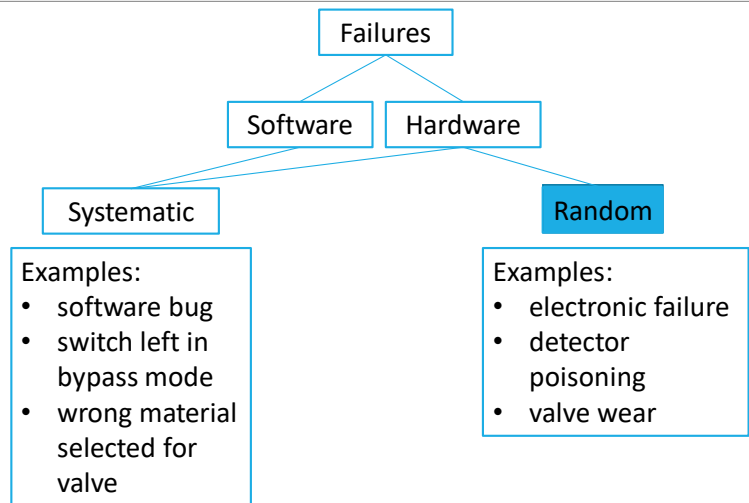 Failures
Software
Hardware
Systematic
Random
Examples:
• software bug
• switch left in
bypass mode
• wrong material
selected for
valve
Examples:
• electronic failure
• detector
poisoning
• valve wear